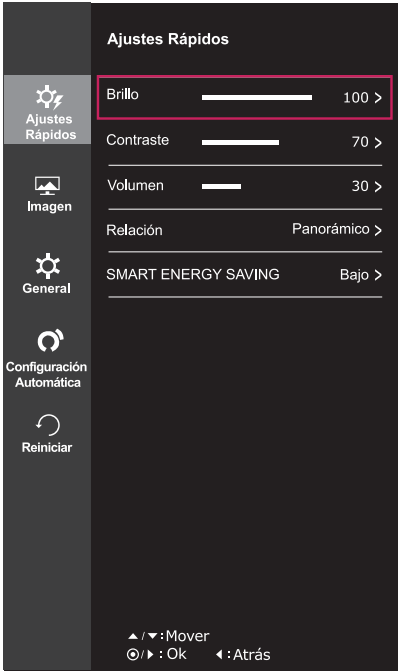 Ajustes Rápidos
Ajustes
Rápidos
Imagen
General
Configuración
Automática
Reiniciar
Brillo 100 >
Contraste 70 >
Volumen 30 >
Relación Panorámico >
SMART ENERGY SAVING Bajo >
▲/▼:Mover
⦿/▶:Ok ◀:Atrás